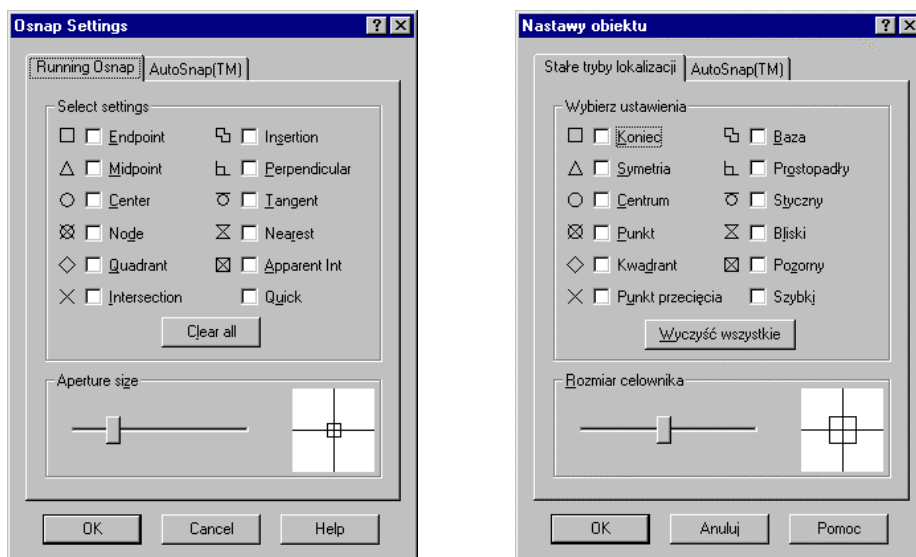 Osnap Settings
Running Osnap
AutoSnap(TM)
Select settings
Endpoint
Insertion
Midpoint
Perpendicular
Center
Tangent
Node
Nearest
Quadrant
Apparent Int
Intersection
Quick
Clear all
Aperture size
OK
Cancel
Help
Nastawy obiektu
Stałe tryby lokalizacji
AutoSnap(TM)
Wybierz ustawienia
Koniec
Baza
Symetria
Prostopadły
Centrum
Styczny
Punkt
Bliski
Kwadrant
Pozorny
Punkt przecięcia
Szybki
Wyczyść wszystkie
Rozmiar celownika
OK
Anuluj
Pomoc